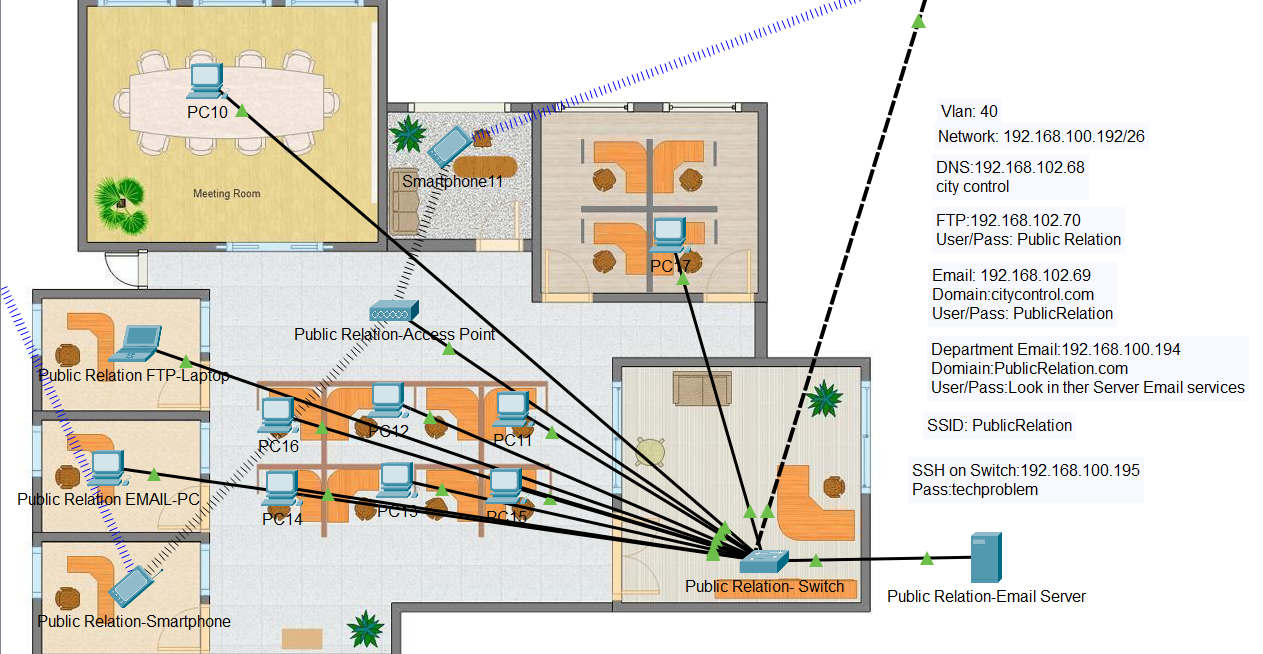 PC10
Meeting Room
Smartphone11
PC17
Public Relation-Access Point
Public Relation FTP-Laptop
PC16
PC12
PC11
Public Relation EMAIL-PC
PC14
PC13
PC15
Public Relation-Smartphone
Public Relation- Switch
Public Relation-Email Server
Vlan: 40
Network: 192.168.100.192/26
DNS:192.168.102.68
city control
FTP:192.168.102.70
User/Pass: Public Relation
Email: 192.168.102.69
Domain:citycontrol.com
User/Pass: PublicRelation
Department Email:192.168.100.194
Domiain:PublicRelation.com
User/Pass:Look in ther Server Email services
SSID: PublicRelation
SSH on Switch:192.168.100.195
Pass:techproblem